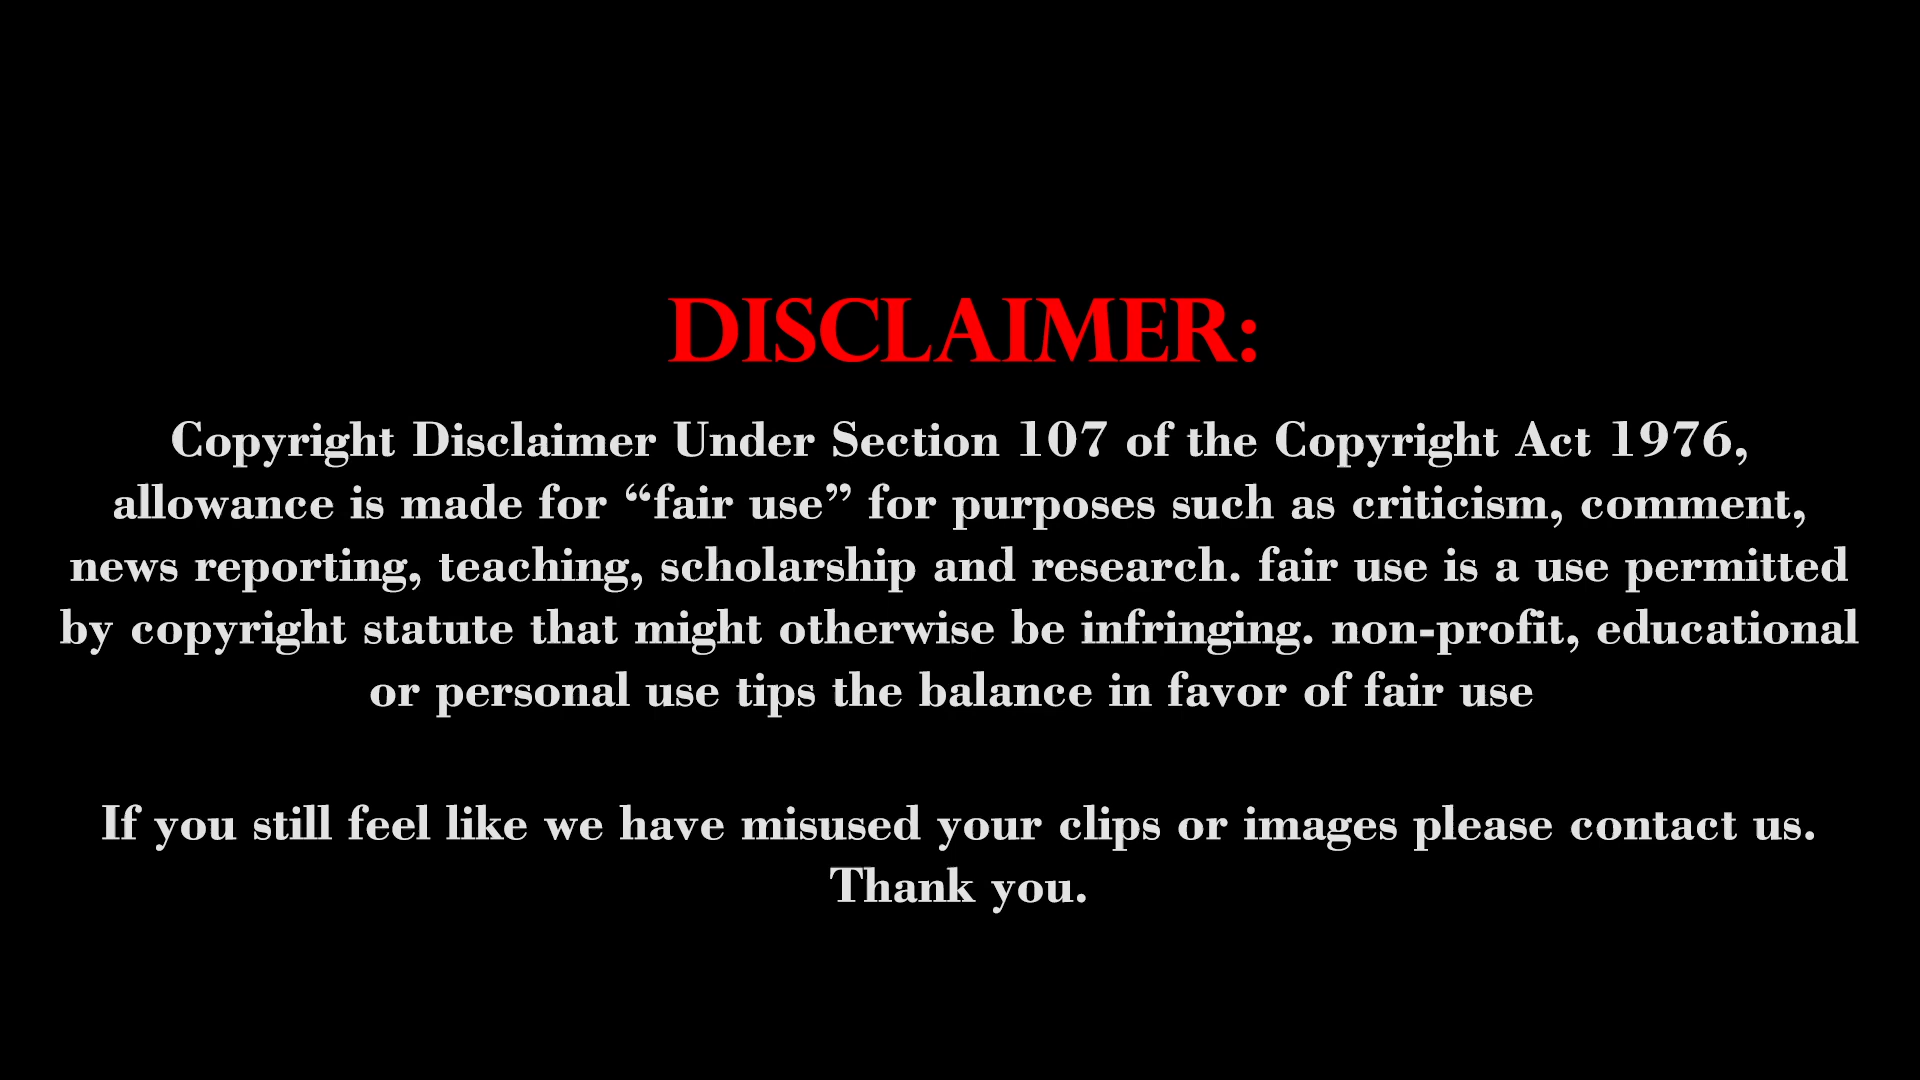 DISCLAIMER:
Copyright Disclaimer Under Section 107 of the Copyright Act 1976,
allowance is made for “fair use” for purposes such as criticism, comment,
news reporting, teaching, scholarship and research. fair use is a use permitted
by copyright statute that might otherwise be infringing. non-profit, educational
or personal use tips the balance in favor of fair use
If you still feel like we have misused your clips or images please contact us.
Thank you.